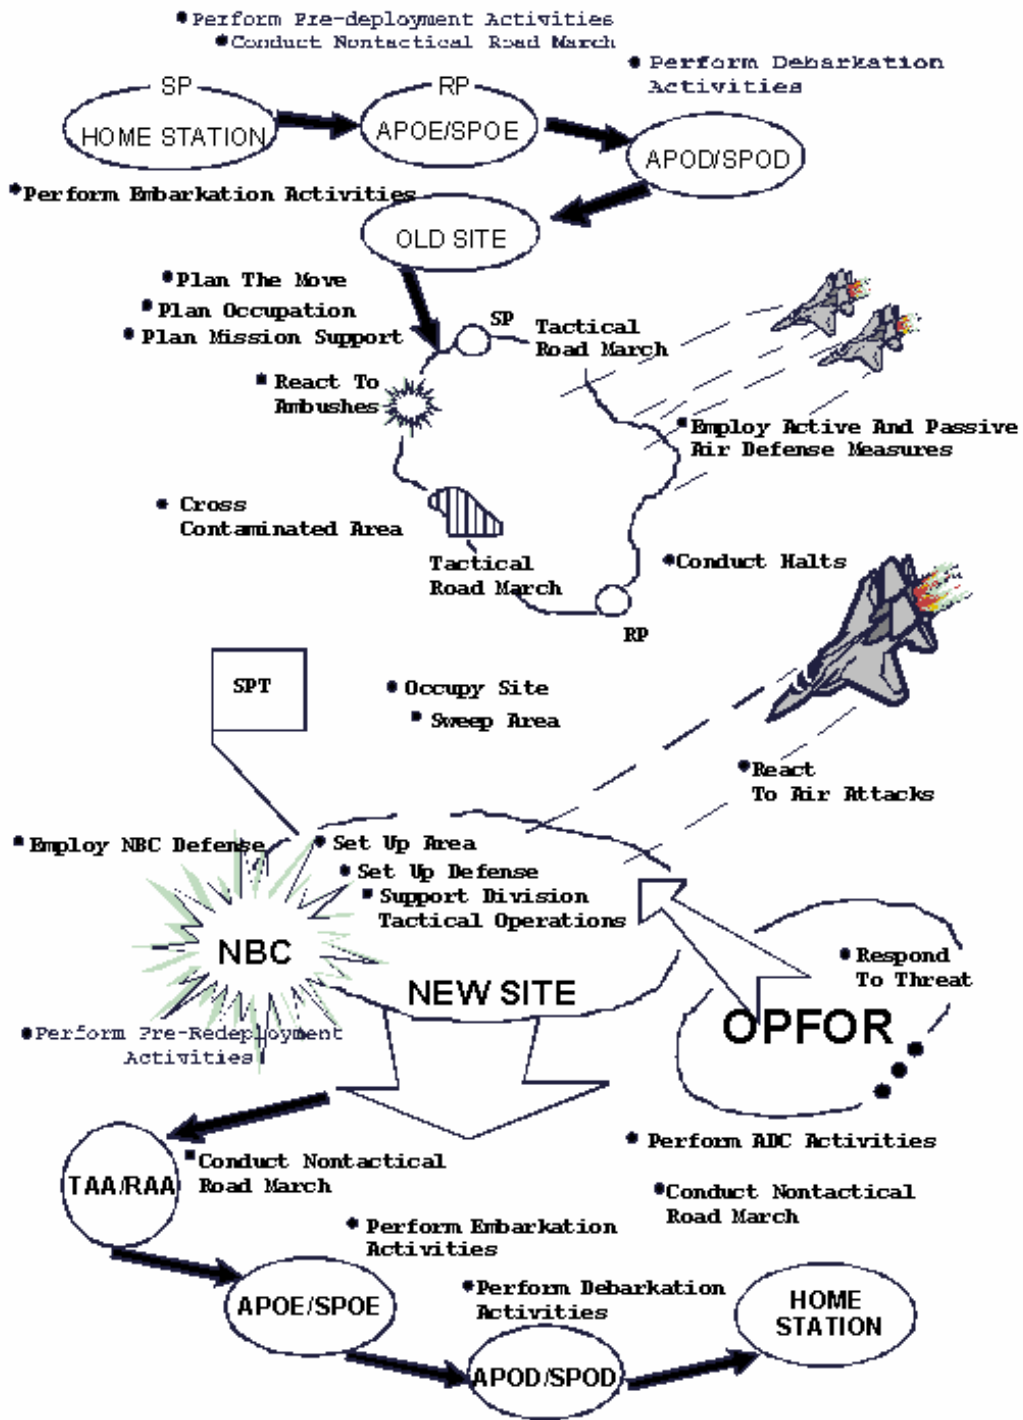 • Perform Pre-deployment Activities
• Conduct Nontactical Road March
• Perform Debarkation
Activities
SP
HOME STATION
RP
APOE/SPOE
APOD/SPOD
• Perform Embarkation Activities
OLD SITE
• Plan The Move
• Plan Occupation
• Plan Mission Support
SP
Tactical
Road March
• React To
Ambushes
• Employ Active And Passive
Air Defense Measures
• Cross
Contaminated Area
Tactical
Road March
• Conduct Halts
RP
SPT
• Occupy Site
• Sweep Area
• React
To Air Attacks
• Employ NBC Defense
• Set Up Area
• Set Up Defense
• Support Division
Tactical Operations
NBC
NEW SITE
• Respond
To Threat
OPFOR
• Perform Pre-Redeployment
Activities
• Perform ADC Activities
TAA/RAA
• Conduct Nontactical
Road March
• Conduct Nontactical
Road March
• Perform Embarkation
Activities
APOE/SPOE
• Perform Debarkation
Activities
HOME
STATION
APOD/SPOD